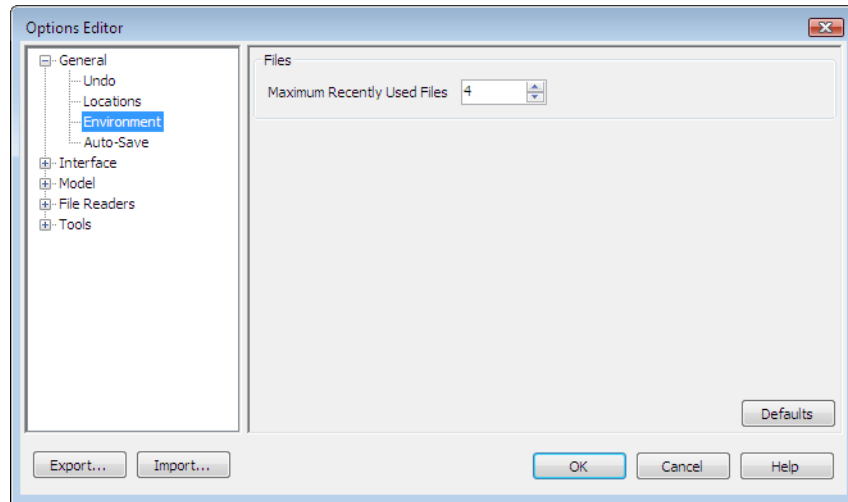 Options Editor
General
Undo
Locations
Environment
Auto-Save
Interface
Model
File Readers
Tools
Files
Maximum Recently Used Files 4
Defaults
Export... Import... OK Cancel Help